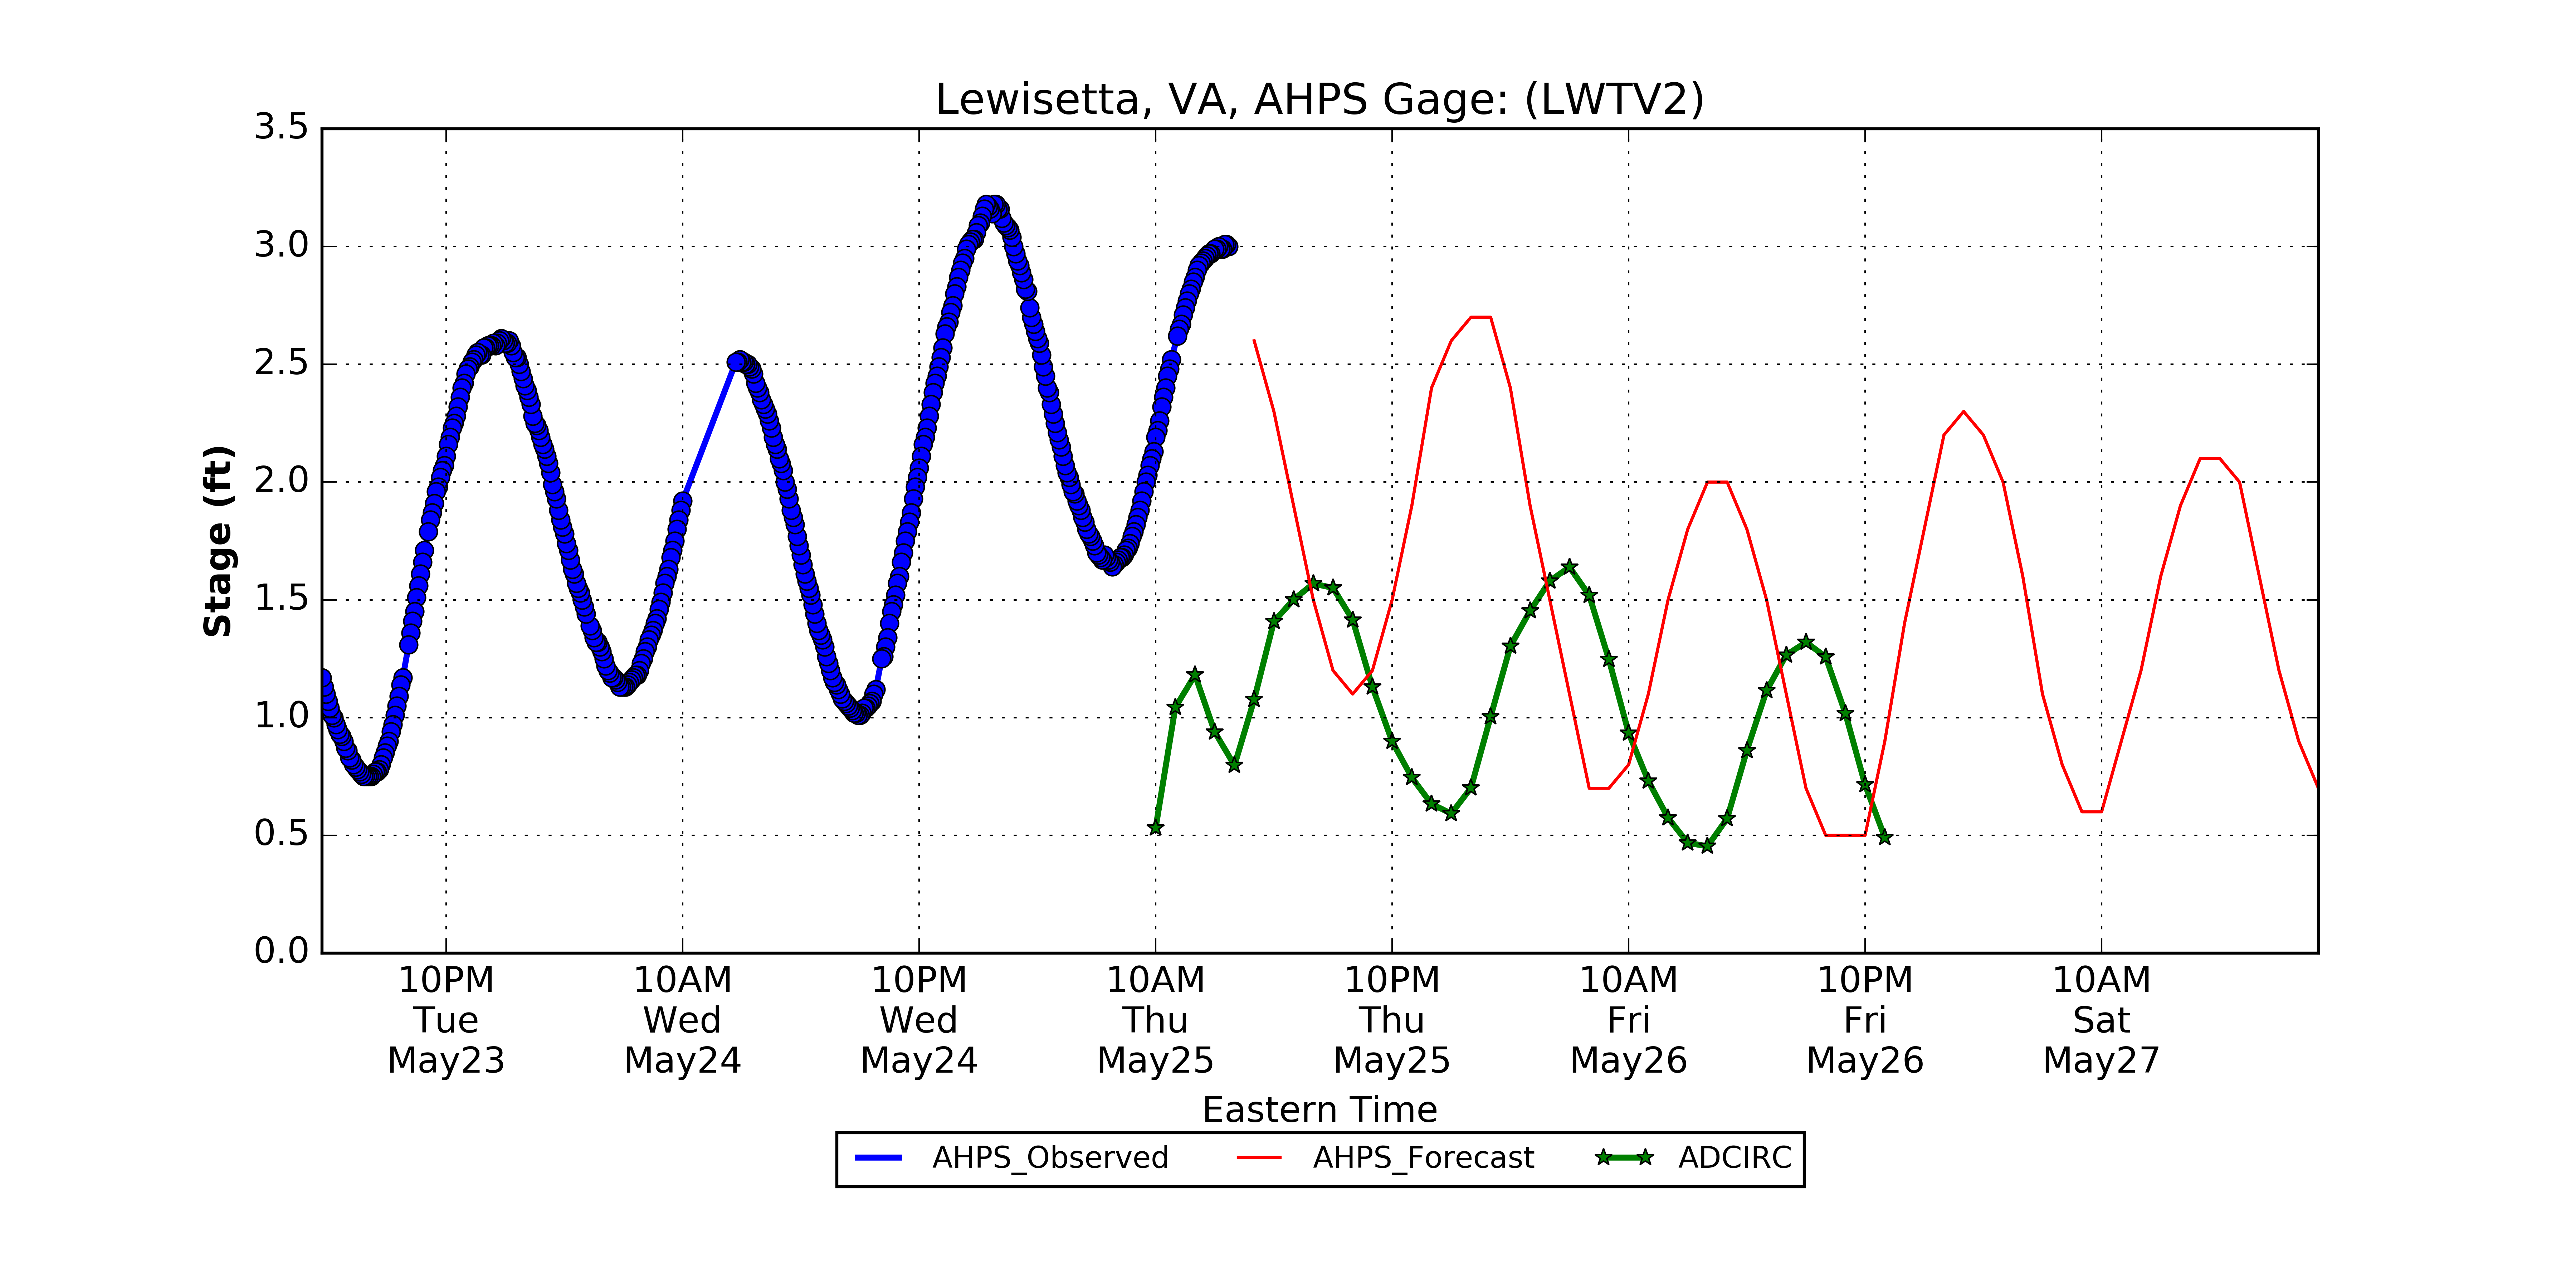 Lewisetta, VA, AHPS Gage: (LWTV2)
3.5
3.0
2.5
2.0
1.5
1.0
0.5
0.0
Stage (ft)
10PM 10AM 10PM 10AM 10PM 10AM 10PM 10AM
Tue Wed Wed Thu Thu Fri Fri Sat
May23 May24 May24 May25 May25 May26 May26 May27
Eastern Time
AHPS_Observed AHPS_Forecast ADCIRC